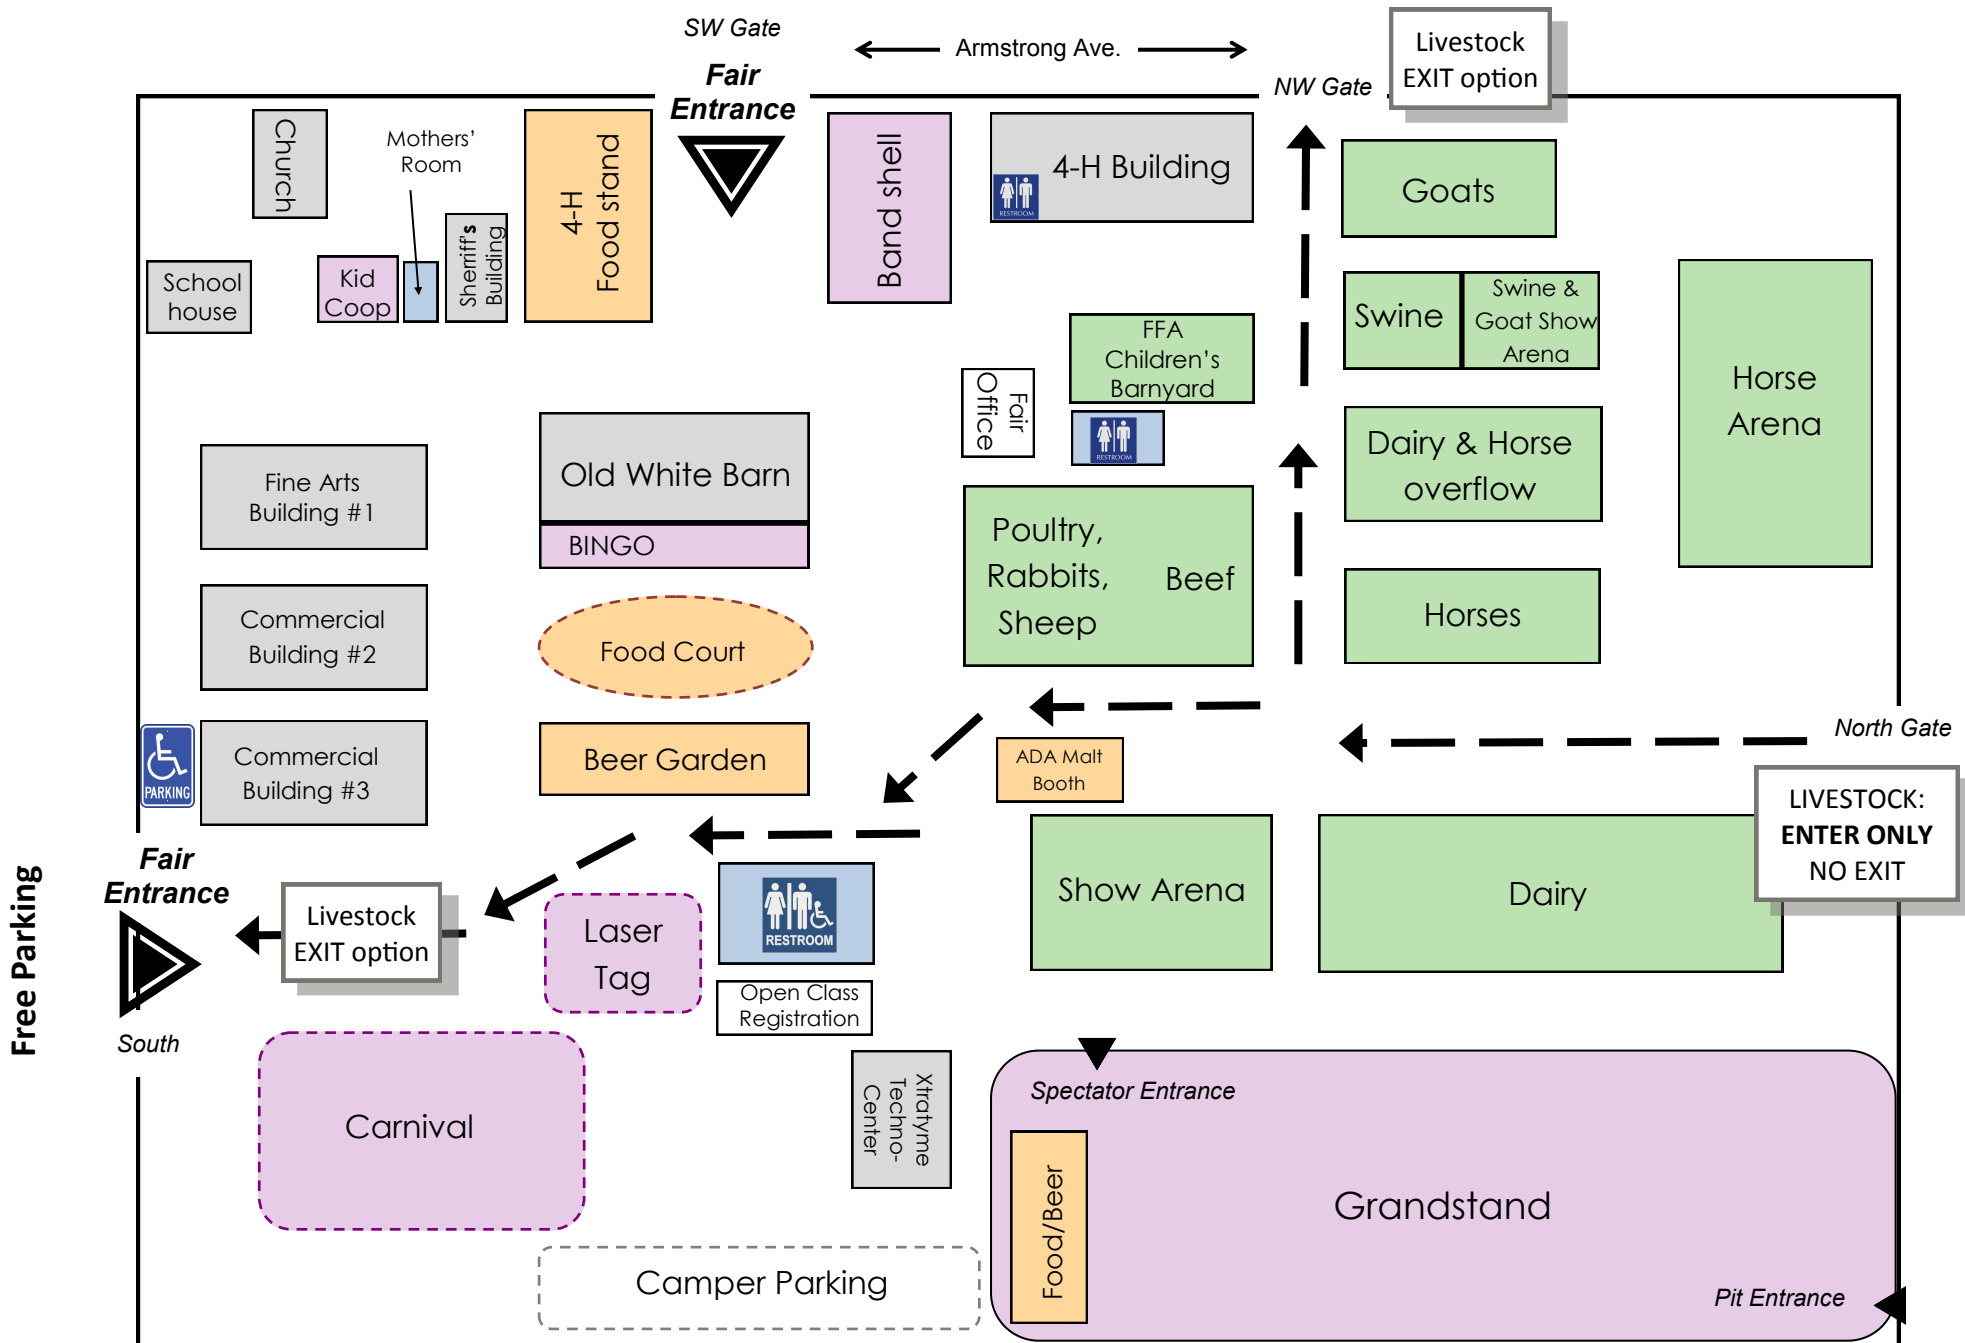 SW Gate
Armstrong Ave.
Livestock
EXIT option
Fair
Entrance
NW Gate
Church
Mothers’
Room
4-H
Food stand
Band shell
4-H Building
RESTROOM
Goats
Sherriff's
Building
School
house
Kid
Coop
Swine
Swine &
Goat Show
Arena
Horse
Arena
FFA
Children’s
Barnyard
Fair
Office
RESTROOM
Dairy & Horse
overflow
Fine Arts
Building #1
Old White Barn
BINGO
Poultry,
Rabbits,
Sheep
Beef
Horses
Commercial
Building #2
Food Court
North Gate
Commercial
Building #3
PARKING
Beer Garden
ADA Malt
Booth
LIVESTOCK:
ENTER ONLY
NO EXIT
Free Parking
Fair
Entrance
Livestock
EXIT option
Laser
Tag
RESTROOM
Show Arena
Dairy
Open Class
Registration
South
Carnival
Xtratyme
Techno-
Center
Spectator Entrance
Food/Beer
Grandstand
Camper Parking
Pit Entrance